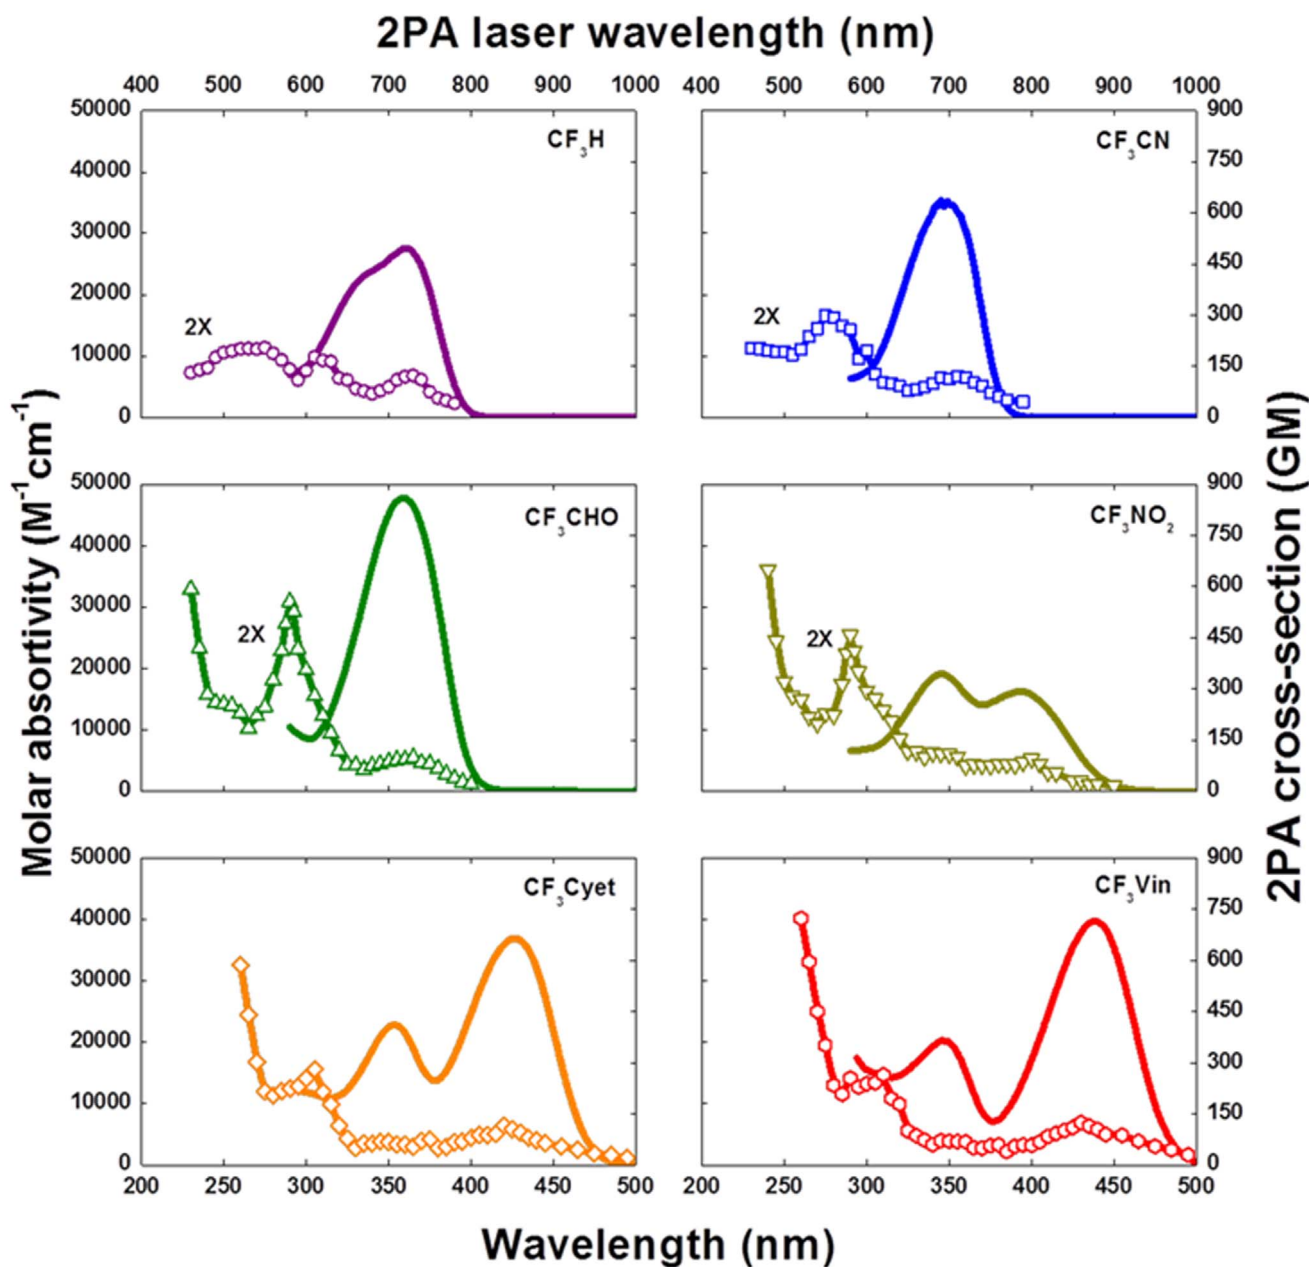 2PA laser wavelength (nm)
400 500 600 700 800 900 1000 400 500 600 700 800 900 1000
50000 900
CF₃H CF₃CN
40000 750
30000 600
450
20000 2X 2X 300
10000 150
0 0
50000 900
CF₃CHO CF₃NO₂
40000 750
30000 600
2X 2X 450
20000 300
10000 150
0 0
50000 900
CF₃Cyet CF₃Vin
40000 750
30000 600
450
20000 300
10000 150
0 0
200 250 300 350 400 450 500 200 250 300 350 400 450 500
Wavelength (nm)
Molar absortivity (M⁻¹cm⁻¹)
2PA cross-section (GM)